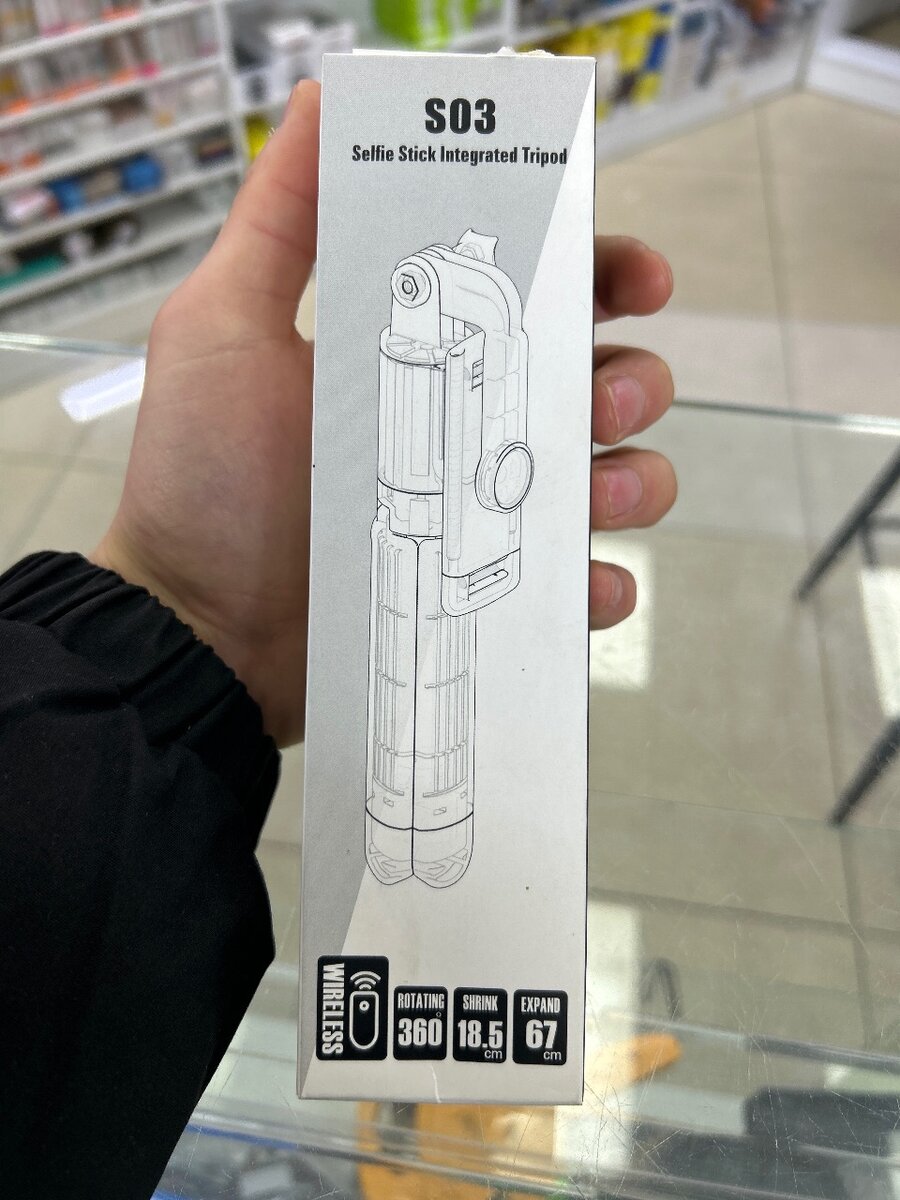 S03
Selfie Stick Integrated Tripod
WIRELESS
ROTATING
360°
SHRINK
18.5
cm
EXPAND
67
cm